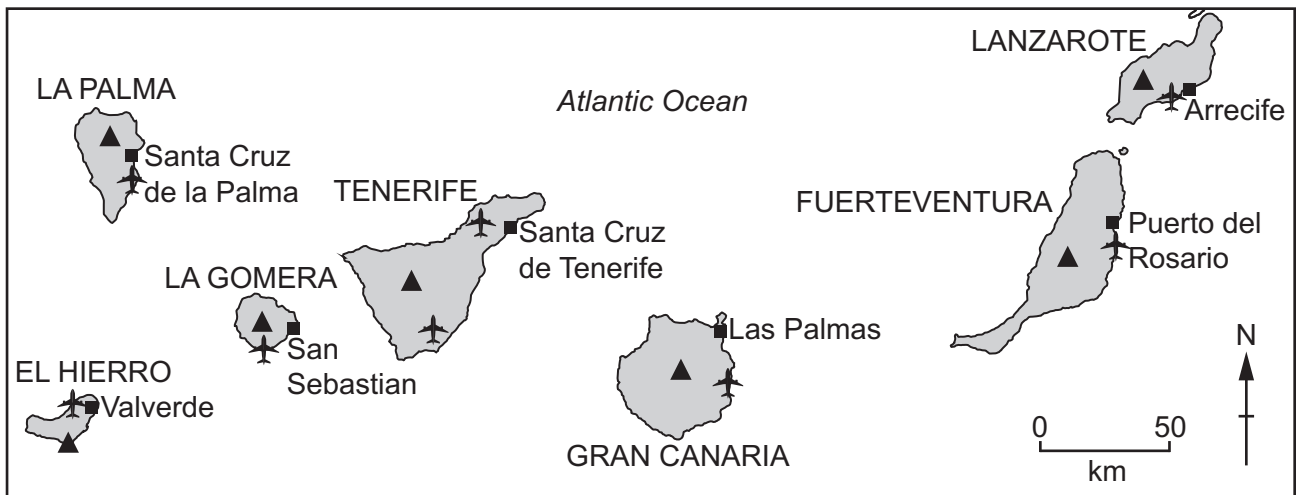 LANZAROTE
LA PALMA
Atlantic Ocean
Arrecife
Santa Cruz
de la Palma
TENERIFE
FUERTEVENTURA
Santa Cruz
de Tenerife
Puerto del
Rosario
LA GOMERA
Las Palmas
San
Sebastian
N
EL HIERRO
Valverde
0 50
km
GRAN CANARIA